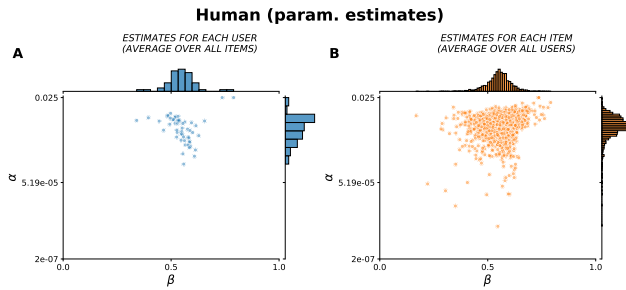 Human (param. estimates)
A
ESTIMATES FOR EACH USER
(AVERAGE OVER ALL ITEMS)
0.025
5.19e-05
2e-07
α
0.0
0.5
1.0
β
B
ESTIMATES FOR EACH ITEM
(AVERAGE OVER ALL USERS)
0.025
5.19e-05
2e-07
α
0.0
0.5
1.0
β